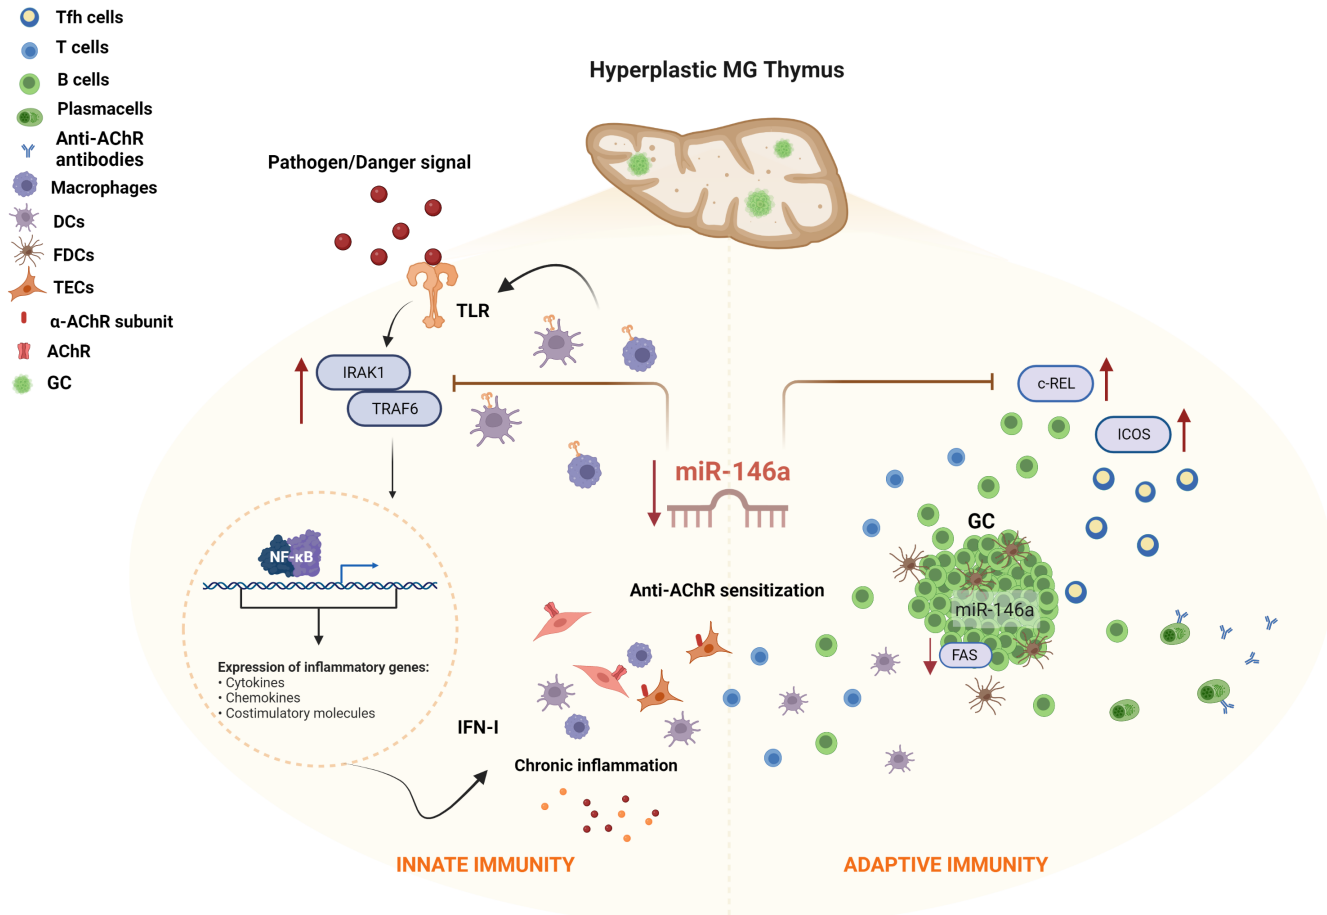 Tfh cells
T cells
B cells
Plasmacells
Anti-AChR
antibodies
Macrophages
DCs
FDCs
TECs
α-AChR subunit
AChR
GC
Hyperplastic MG Thymus
Pathogen/Danger signal
TLR
IRAK1
TRAF6
NF-κB
Expression of inflammatory genes:
• Cytokines
• Chemokines
• Costimulatory molecules
miR-146a
Anti-AChR sensitization
IFN-I
Chronic inflammation
INNATE IMMUNITY
c-REL
ICOS
GC
miR-146a
FAS
ADAPTIVE IMMUNITY